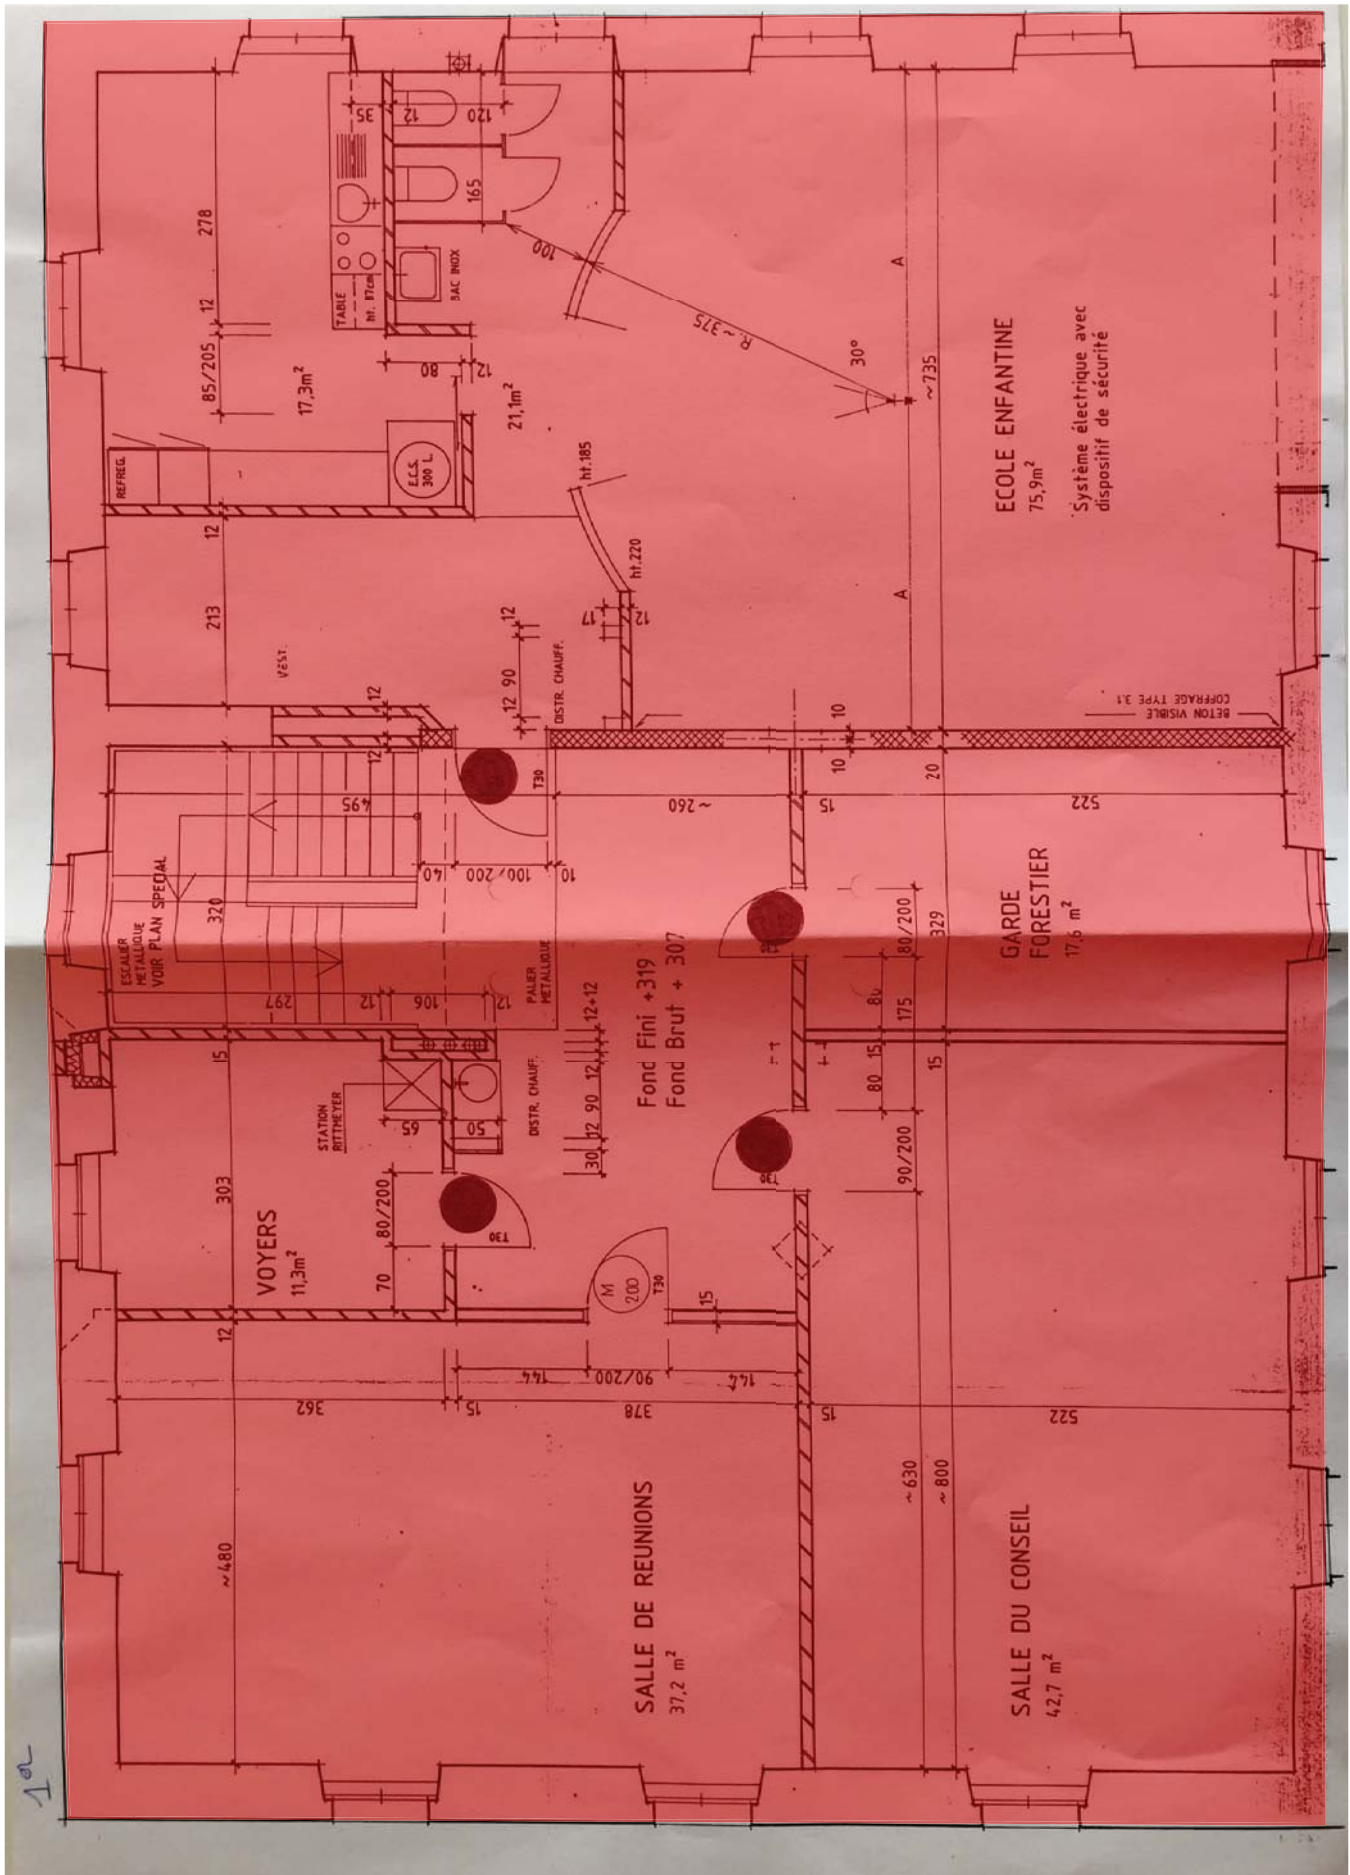 1er
278
12
85/205
35
12
120
165
TABLE
ht. 87cm
BAC INOX
100
R.~375
30°
A
~735
A
ECOLE ENFANTINE
75,9m²
Système électrique avec
dispositif de sécurité
17,3m²
80
12
21,1m²
REFREG.
E.C.S.
300 L.
ht.185
ht.220
12
213
VEST.
12
12
12 90
12
17
12
DISTR. CHAUFF.
BETON VISIBLE
COFFRAGE TYPE 3.1
10
10
20
T30
495
~260
15
522
40
100/200
10
ESCALIER
METALLIQUE
VOIR PLAN SPECIAL
320
297
12
106
12
PALIER
METALLIQUE
Fond Fini +319
Fond Brut + 307
80/200
329
175
80
GARDE
FORESTIER
17,6 m²
15
STATION
RITTMEYER
65
50
DISTR. CHAUFF.
30 12 90 12 12+12
80 15
15
90/200
T30
303
VOYERS
11,3m²
80/200
70
T30
M
200
T30
15
12
362
15
144
90/200
144
378
15
522
~480
~630
~800
SALLE DE REUNIONS
37,2 m²
SALLE DU CONSEIL
42,7 m²